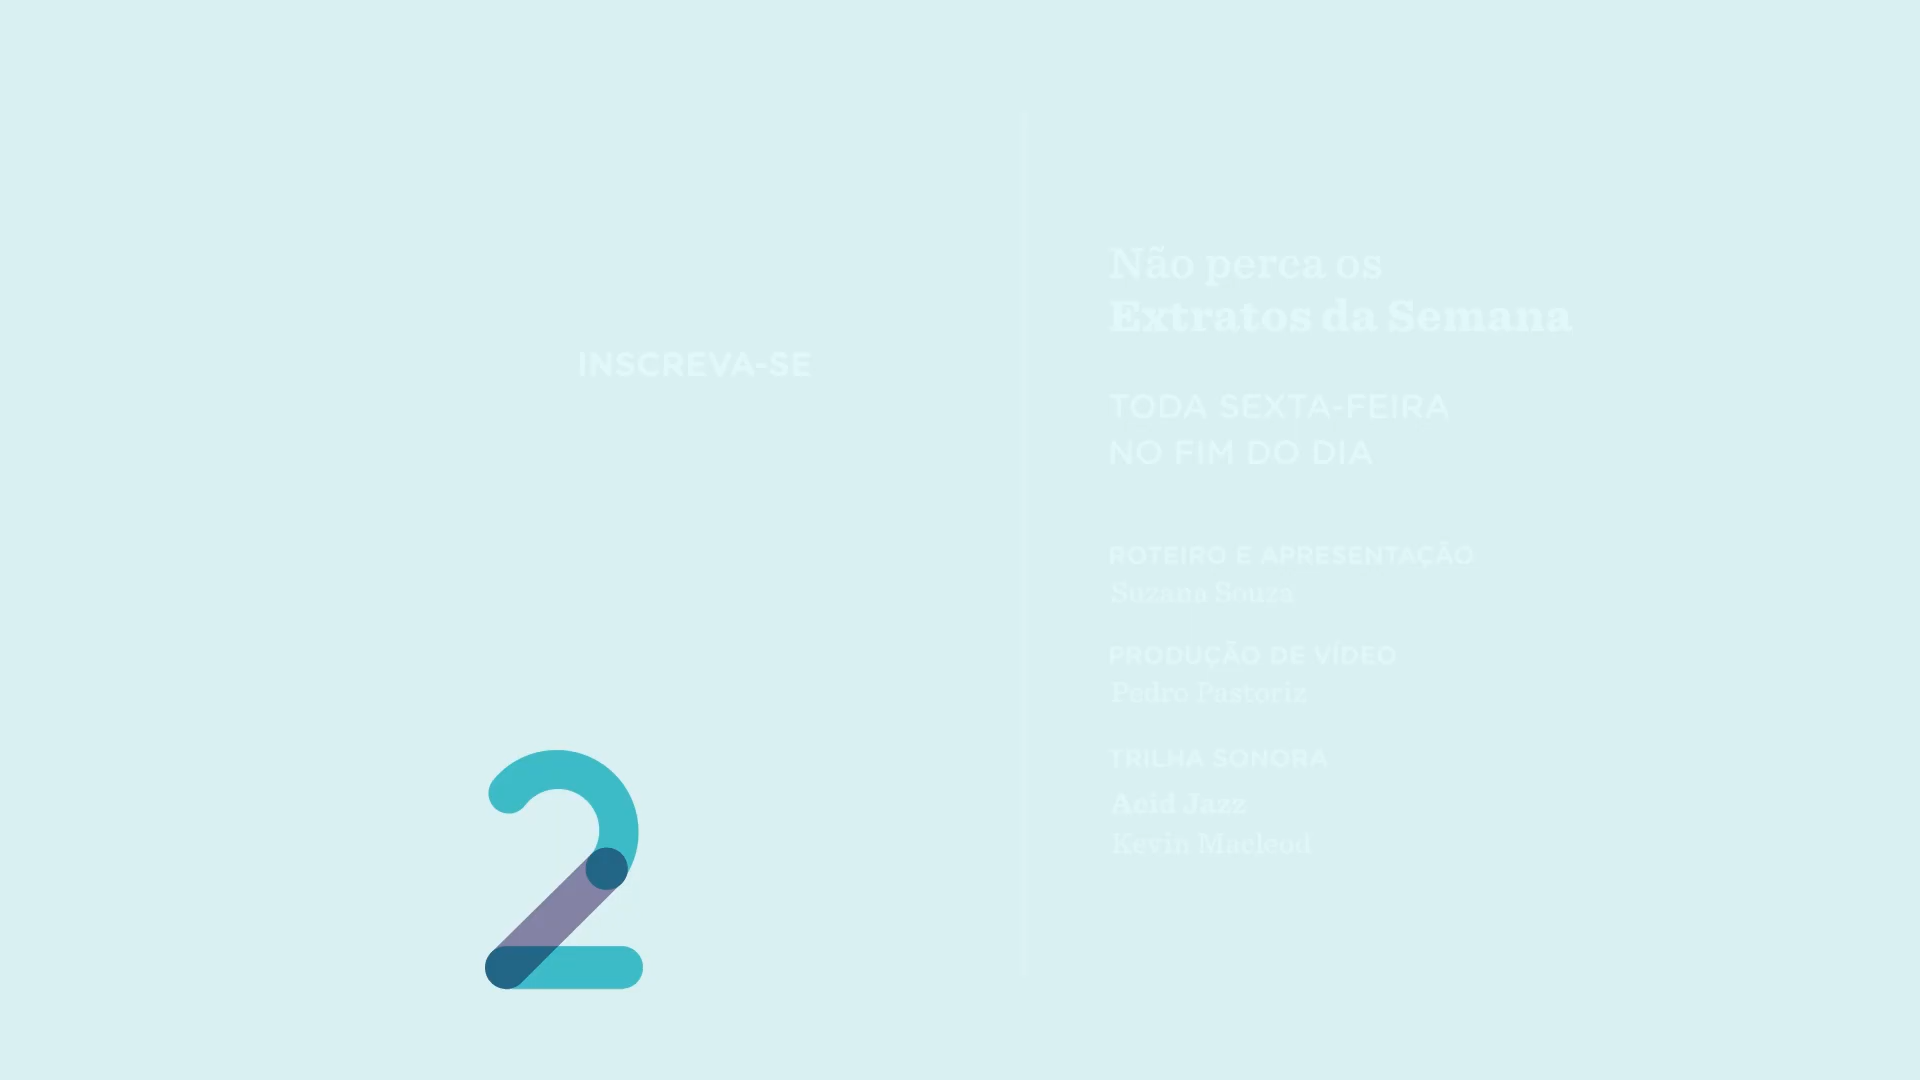 INSCREVA-SE
Não perca os
Extratos da Semana
TODA SEXTA-FEIRA
NO FIM DO DIA
ROTEIRO E APRESENTAÇÃO
Suzana Souza
PRODUÇÃO DE VÍDEO
Pedro Pastoriz
TRILHA SONORA
Acid Jazz
Kevin Macleod
2